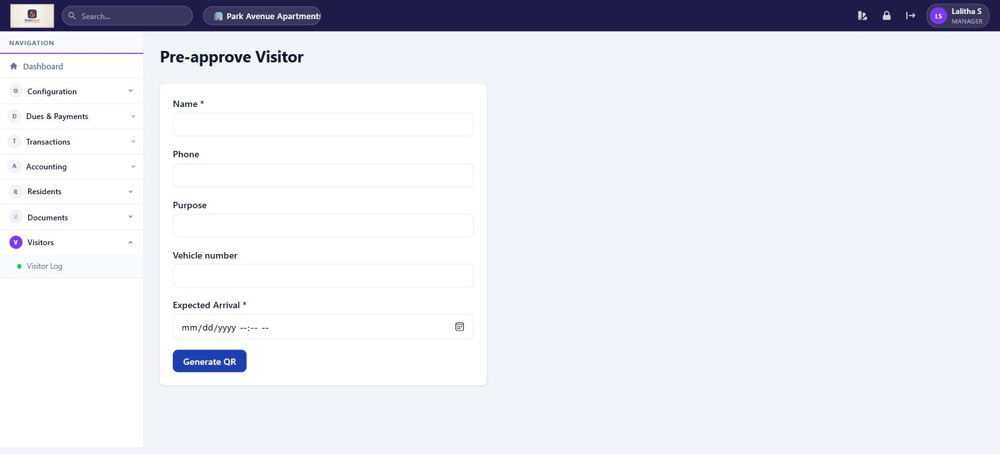 SmartAppt
Search...
Park Avenue Apartments
LS
Lalitha S
MANAGER
NAVIGATION
Dashboard
Configuration
D
Dues & Payments
T
Transactions
A
Accounting
R
Residents
Documents
V
Visitors
Visitor Log
Pre-approve Visitor
Name *
Phone
Purpose
Vehicle number
Expected Arrival *
mm/dd/yyyy --:-- --
Generate QR